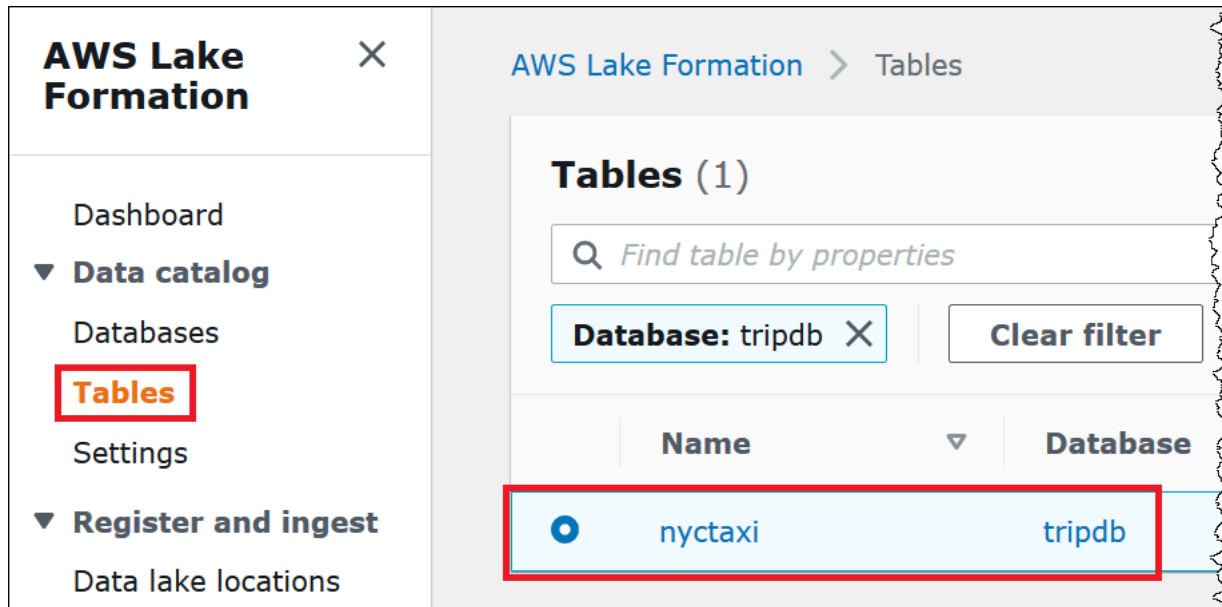 AWS Lake
Formation
Dashboard
Data catalog
Databases
Tables
Settings
Register and ingest
Data lake locations
AWS Lake Formation > Tables
Tables (1)
Find table by properties
Database: tripdb
Clear filter
Name Database
nyctaxi tripdb